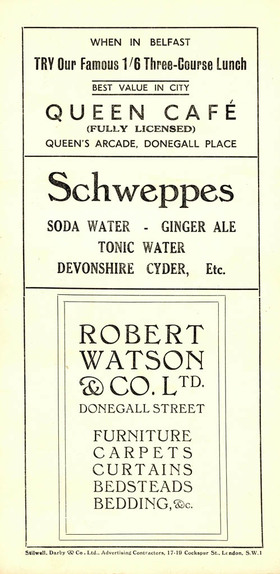 WHEN IN BELFAST
TRY Our Famous 1/6 Three-Course Lunch
BEST VALUE IN CITY
QUEEN CAFÉ
(FULLY LICENSED)
QUEEN'S ARCADE, DONEGALL PLACE
Schweppes
SODA WATER - GINGER ALE
TONIC WATER
DEVONSHIRE CYDER, Etc.
ROBERT
WATSON
& CO. LTD.
DONEGALL STREET
FURNITURE
CARPETS
CURTAINS
BEDSTEADS
BEDDING, &c.
Stilwell, Darby & Co., Ltd., Advertising Contractors, 17-19 Cockspur St., London, S.W.1